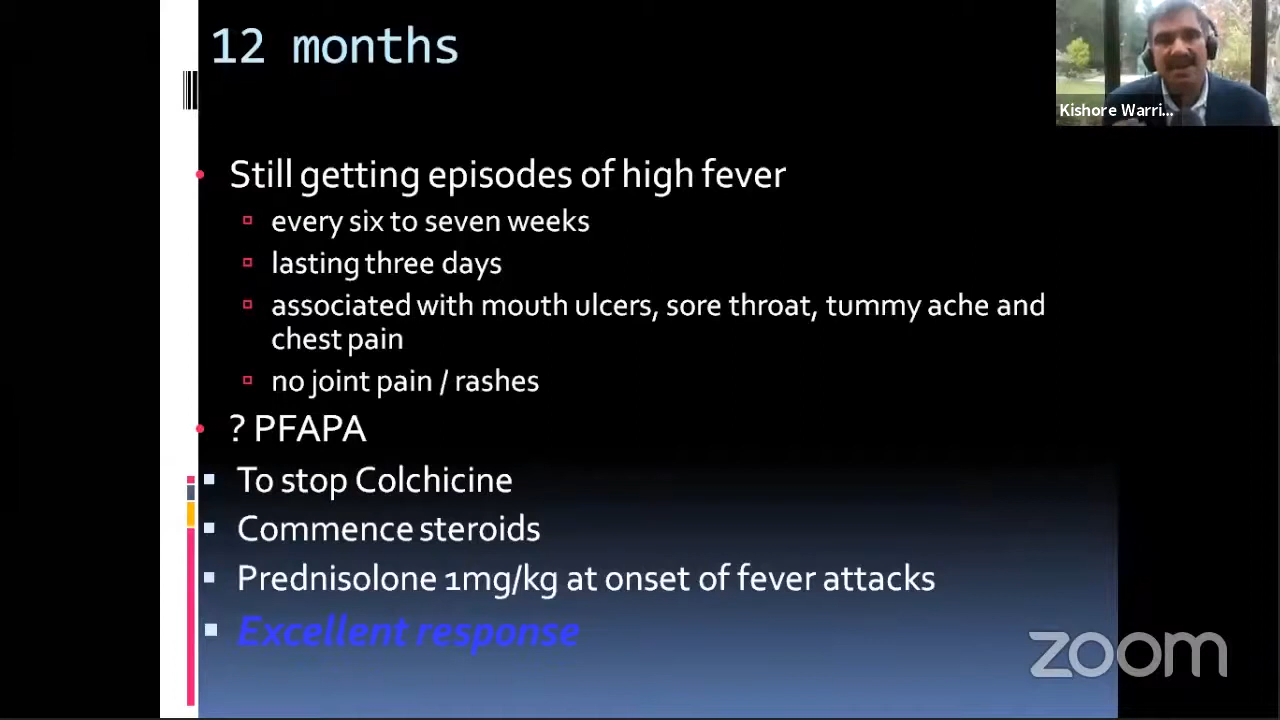 12 months
Kishore Warri...
Still getting episodes of high fever
every six to seven weeks
lasting three days
associated with mouth ulcers, sore throat, tummy ache and
chest pain
no joint pain / rashes
? PFAPA
To stop Colchicine
Commence steroids
Prednisolone 1mg/kg at onset of fever attacks
Excellent response
zoom